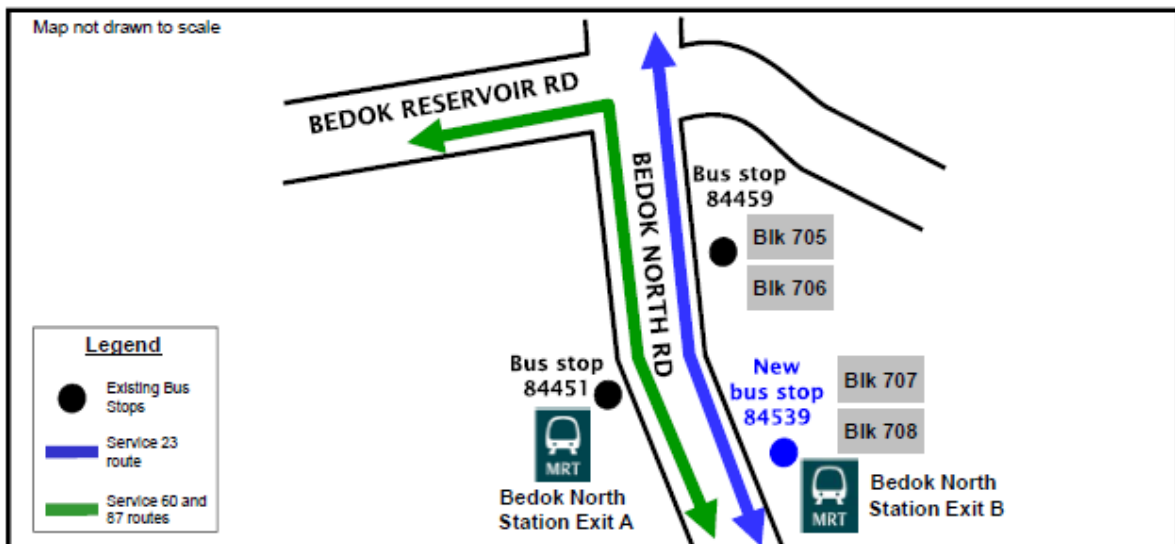 Map not drawn to scale
BEDOK RESERVOIR RD
BEDOK NORTH RD
Bus stop
84459
Blk 705
Blk 706
Legend
Existing Bus
Stops
Service 23
route
Service 60 and
87 routes
Bus stop
84451
MRT
Bedok North
Station Exit A
New
bus stop
84539
Blk 707
Blk 708
MRT
Bedok North
Station Exit B